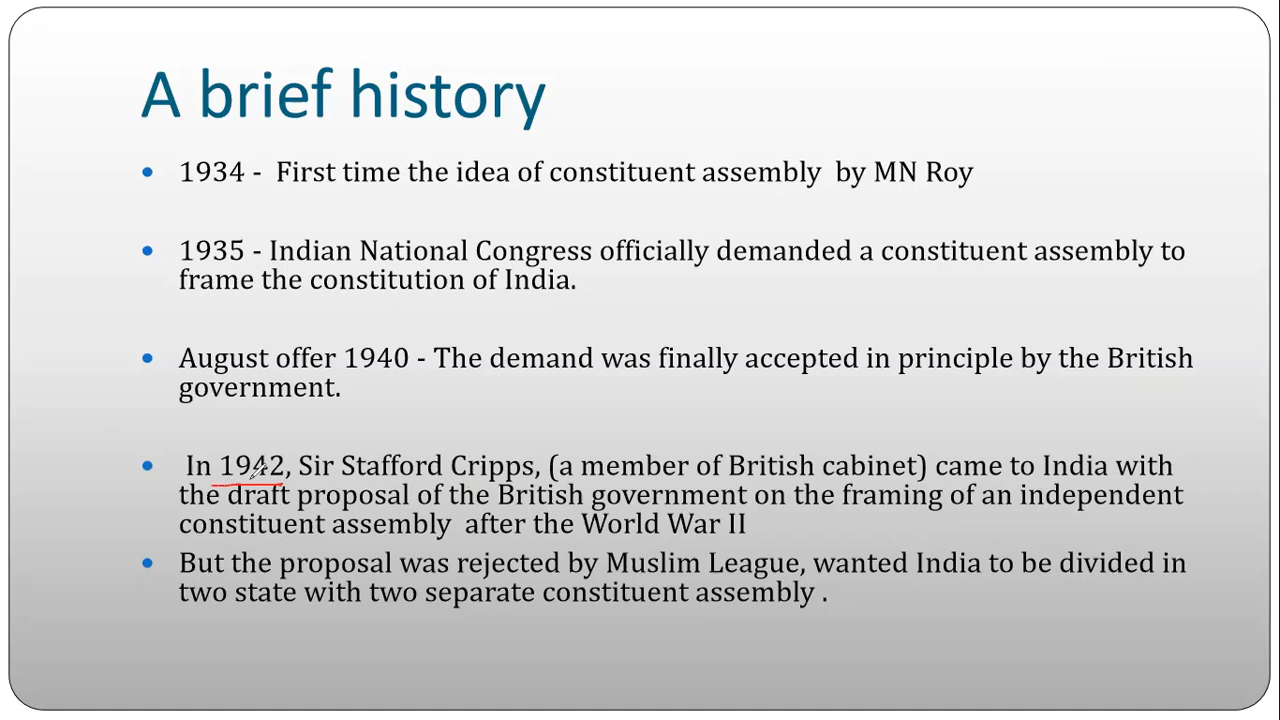 A brief history
• 1934 - First time the idea of constituent assembly by MN Roy
• 1935 - Indian National Congress officially demanded a constituent assembly to
frame the constitution of India.
• August offer 1940 - The demand was finally accepted in principle by the British
government.
• In 1942, Sir Stafford Cripps, (a member of British cabinet) came to India with
the draft proposal of the British government on the framing of an independent
constituent assembly after the World War II
• But the proposal was rejected by Muslim League, wanted India to be divided in
two state with two separate constituent assembly .